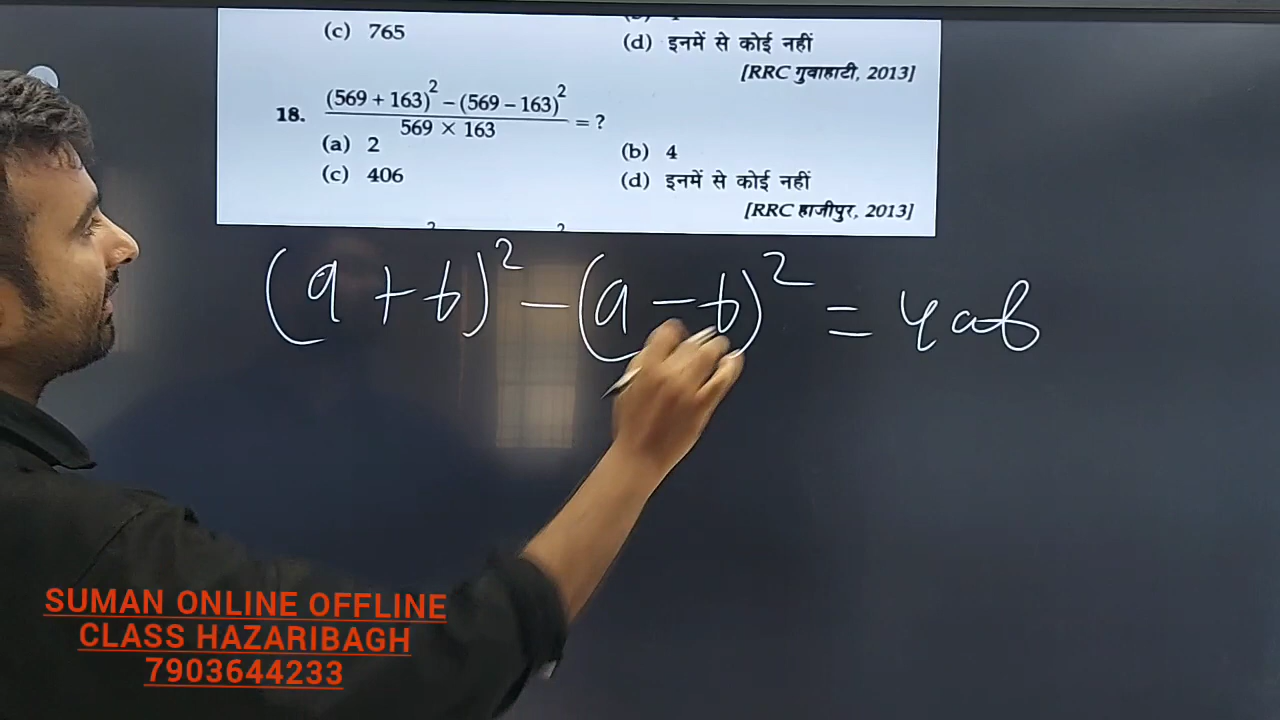 (c) 765
(d) इनमें से कोई नहीं
[RRC गुवाहाटी, 2013]
18. (569 + 163)² – (569 – 163)² / 569 × 163 = ?
(a) 2
(b) 4
(c) 406
(d) इनमें से कोई नहीं
[RRC हाजीपुर, 2013]
(a + b)² – (a – b)² = 4ab
SUMAN ONLINE OFFLINE
CLASS HAZARIBAGH
7903644233